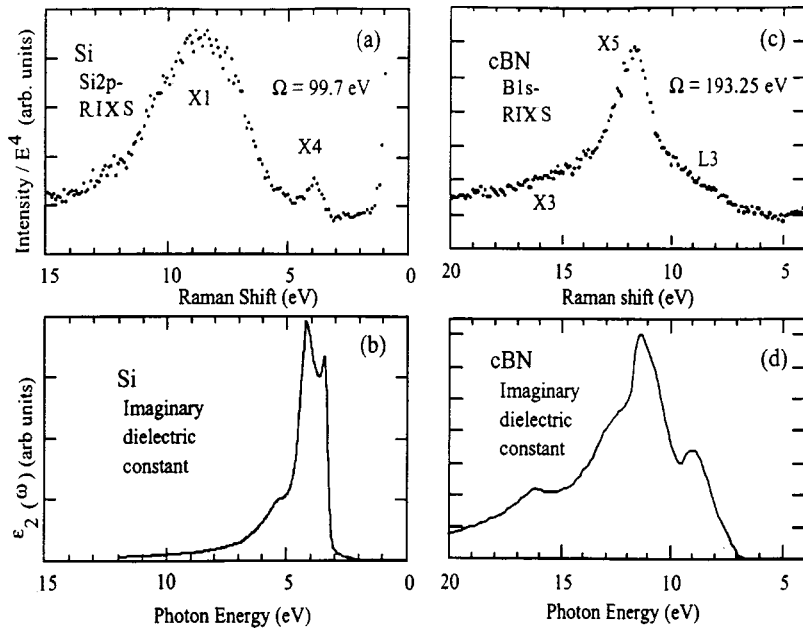 (a)
Si
Si2p-
RIXS
Ω = 99.7 eV
X1
X4
Intensity / E⁴ (arb. units)
15 10 5 0
Raman Shift (eV)
(c)
cBN
B1s-
RIXS
Ω = 193.25 eV
X5
L3
X3
20 15 10 5
Raman shift (eV)
(b)
Si
Imaginary
dielectric
constant
ε₂ (ω) (arb units)
15 10 5 0
Photon Energy (eV)
(d)
cBN
Imaginary
dielectric
constant
20 15 10 5
Photon Energy (eV)